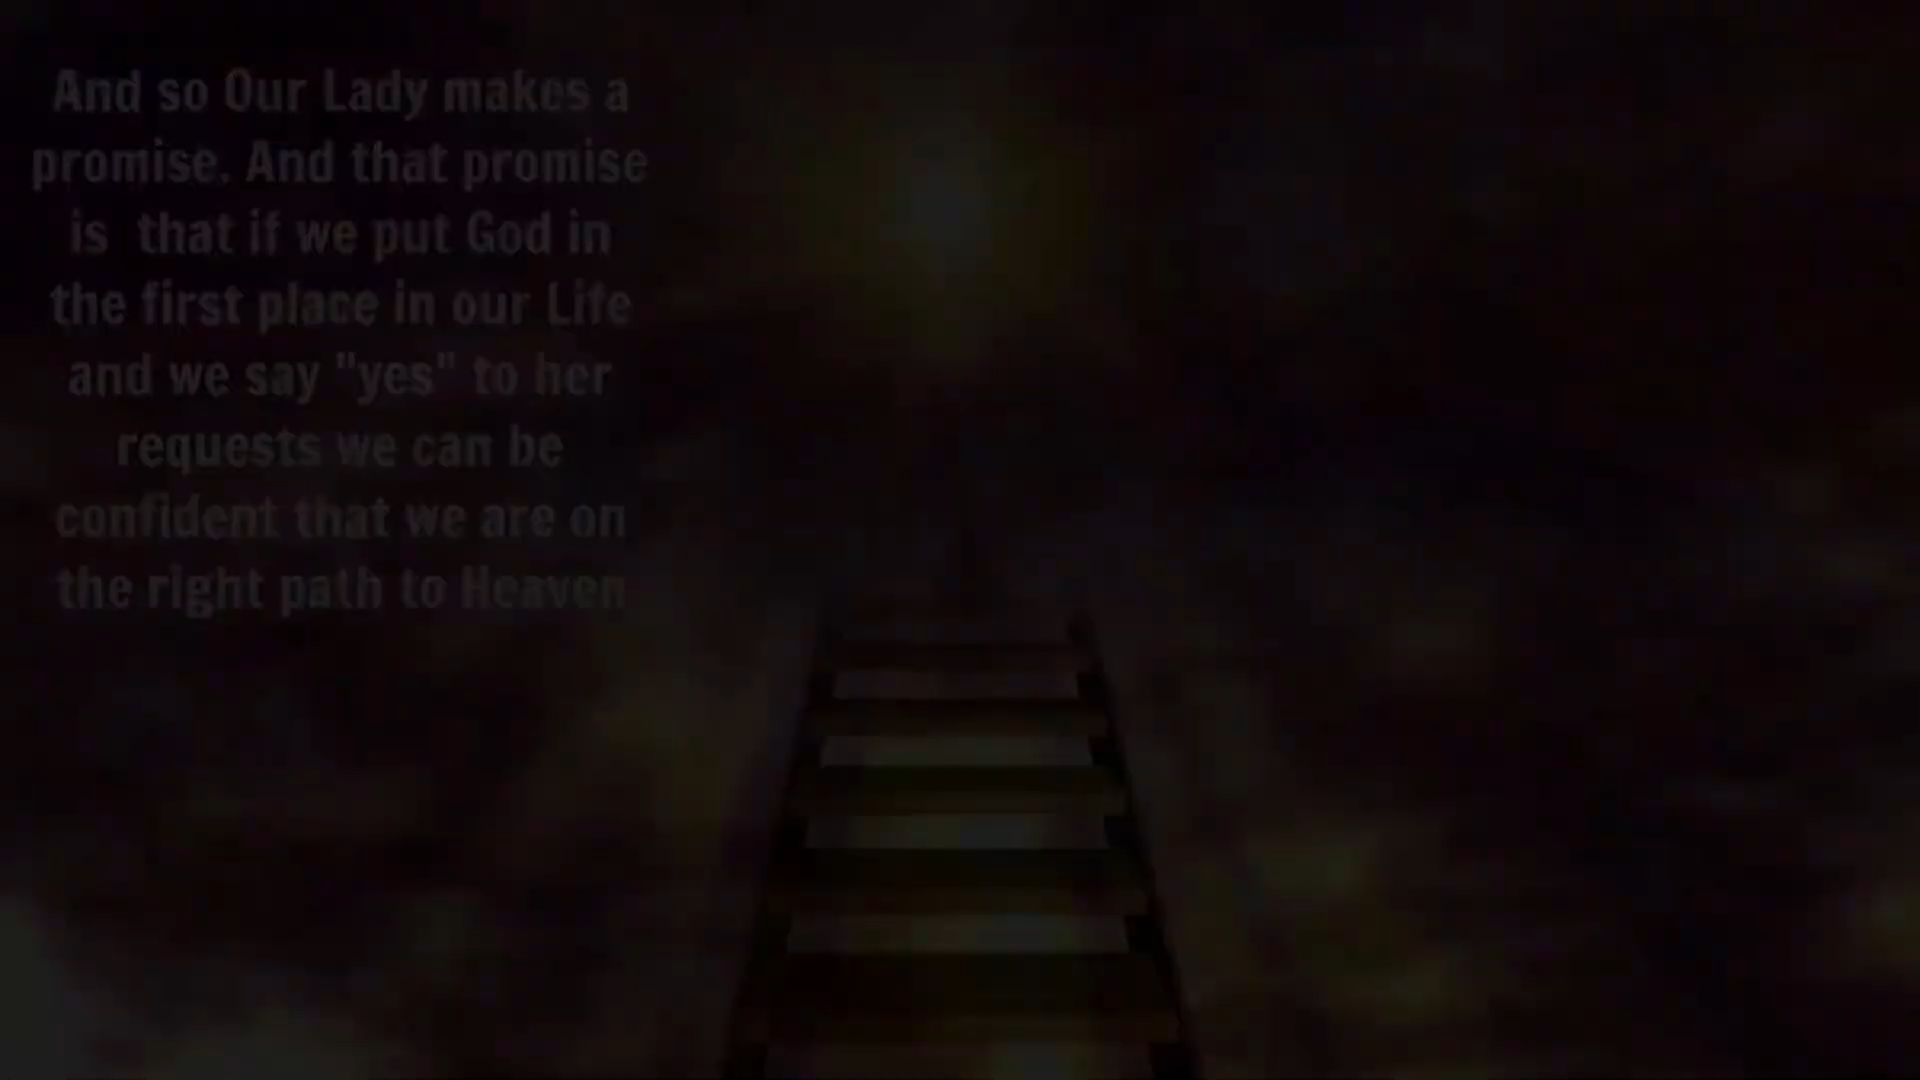 And so Our Lady makes a
promise. And that promise
is  that if we put God in
the first place in our Life
and we say "yes" to her
requests we can be
confident that we are on
the right path to Heaven